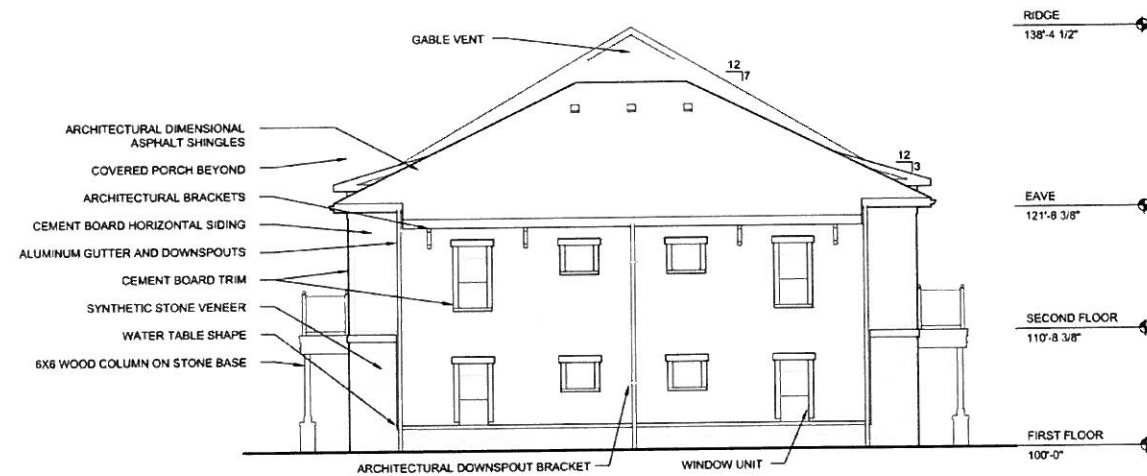 RIDGE
138'-4 1/2"
GABLE VENT
12
7
ARCHITECTURAL DIMENSIONAL
ASPHALT SHINGLES
COVERED PORCH BEYOND
12
3
ARCHITECTURAL BRACKETS
EAVE
121'-8 3/8"
CEMENT BOARD HORIZONTAL SIDING
ALUMINUM GUTTER AND DOWNSPOUTS
CEMENT BOARD TRIM
SYNTHETIC STONE VENEER
SECOND FLOOR
110'-8 3/8"
WATER TABLE SHAPE
6X6 WOOD COLUMN ON STONE BASE
FIRST FLOOR
100'-0"
ARCHITECTURAL DOWNSPOUT BRACKET
WINDOW UNIT